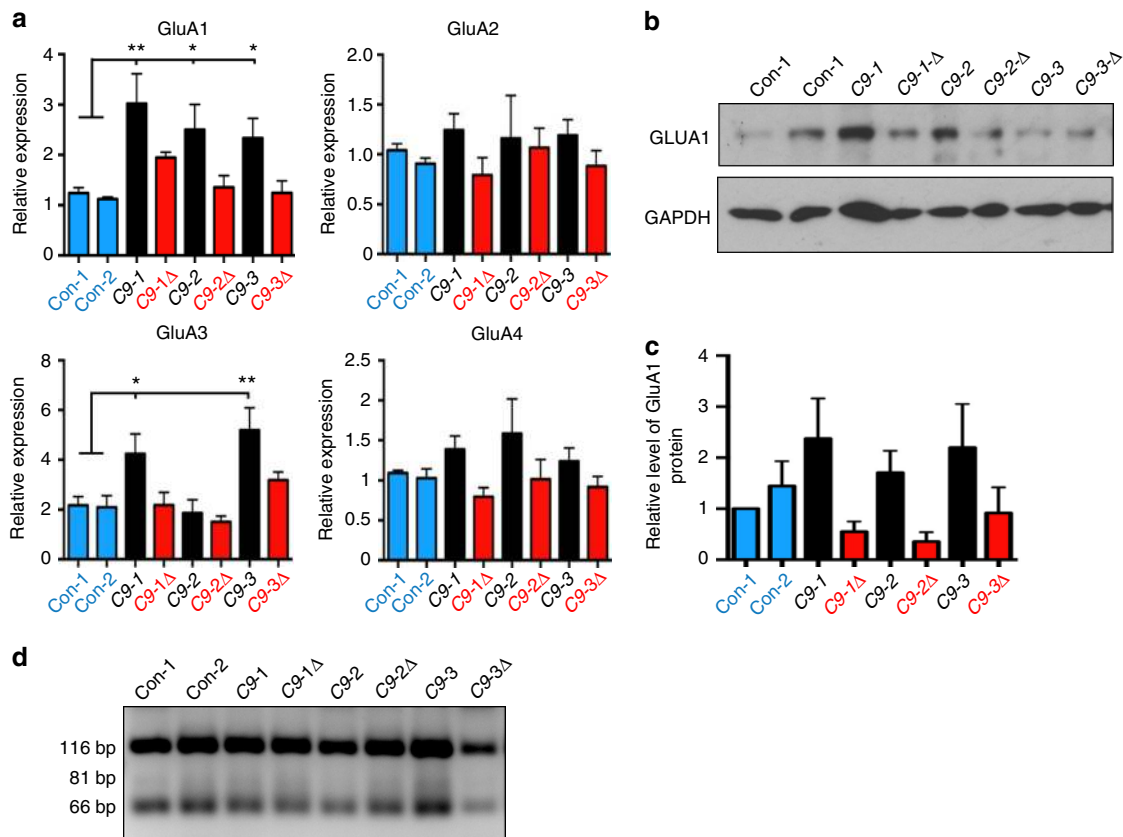 a
GluA1
Relative expression
4
3
2
1
0
** * *
Con-1 Con-2 C9-1 C9-1Δ C9-2 C9-2Δ C9-3 C9-3Δ
GluA2
Relative expression
2.0
1.5
1.0
0.5
0
Con-1 Con-2 C9-1 C9-1Δ C9-2 C9-2Δ C9-3 C9-3Δ
GluA3
Relative expression
8
6
4
2
0
* **
Con-1 Con-2 C9-1 C9-1Δ C9-2 C9-2Δ C9-3 C9-3Δ
GluA4
Relative expression
2.5
2
1.5
1
0.5
0
Con-1 Con-2 C9-1 C9-1Δ C9-2 C9-2Δ C9-3 C9-3Δ
b
Con-1 Con-1 C9-1 C9-1-Δ C9-2 C9-2-Δ C9-3 C9-3-Δ
GLUA1
GAPDH
c
Relative level of GluA1
protein
4
3
2
1
0
Con-1 Con-2 C9-1 C9-1Δ C9-2 C9-2Δ C9-3 C9-3Δ
d
Con-1 Con-2 C9-1 C9-1Δ C9-2 C9-2Δ C9-3 C9-3Δ
116 bp
81 bp
66 bp